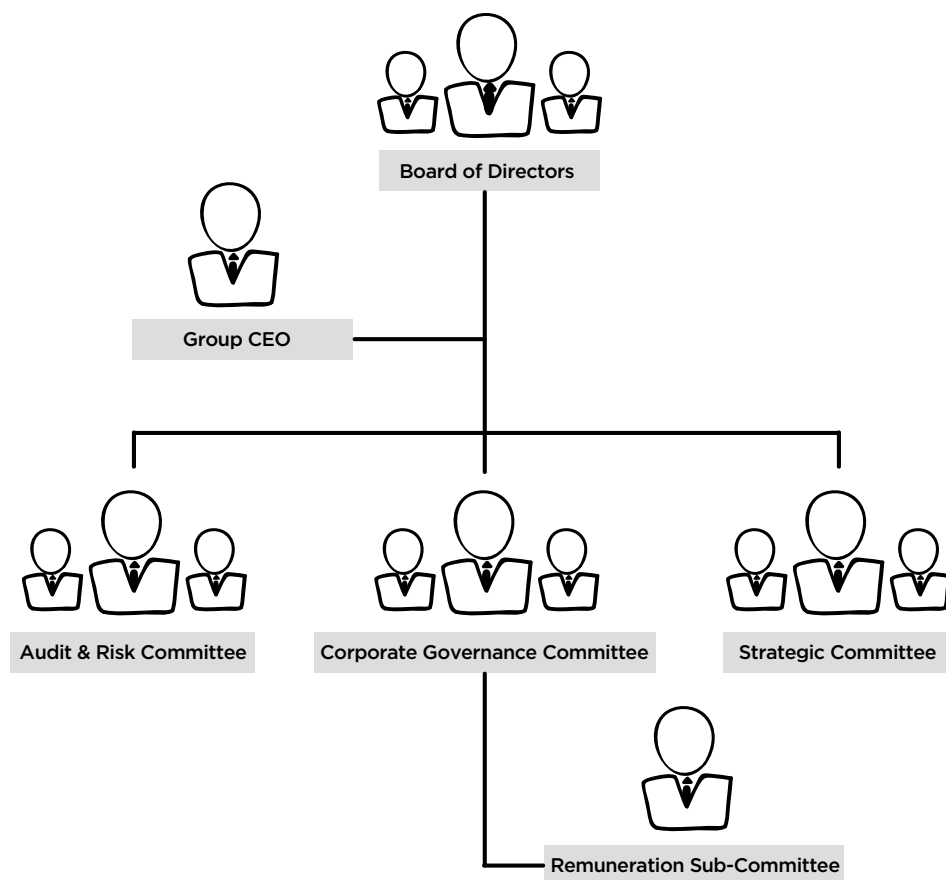 Board of Directors
Group CEO
Audit & Risk Committee
Corporate Governance Committee
Strategic Committee
Remuneration Sub-Committee